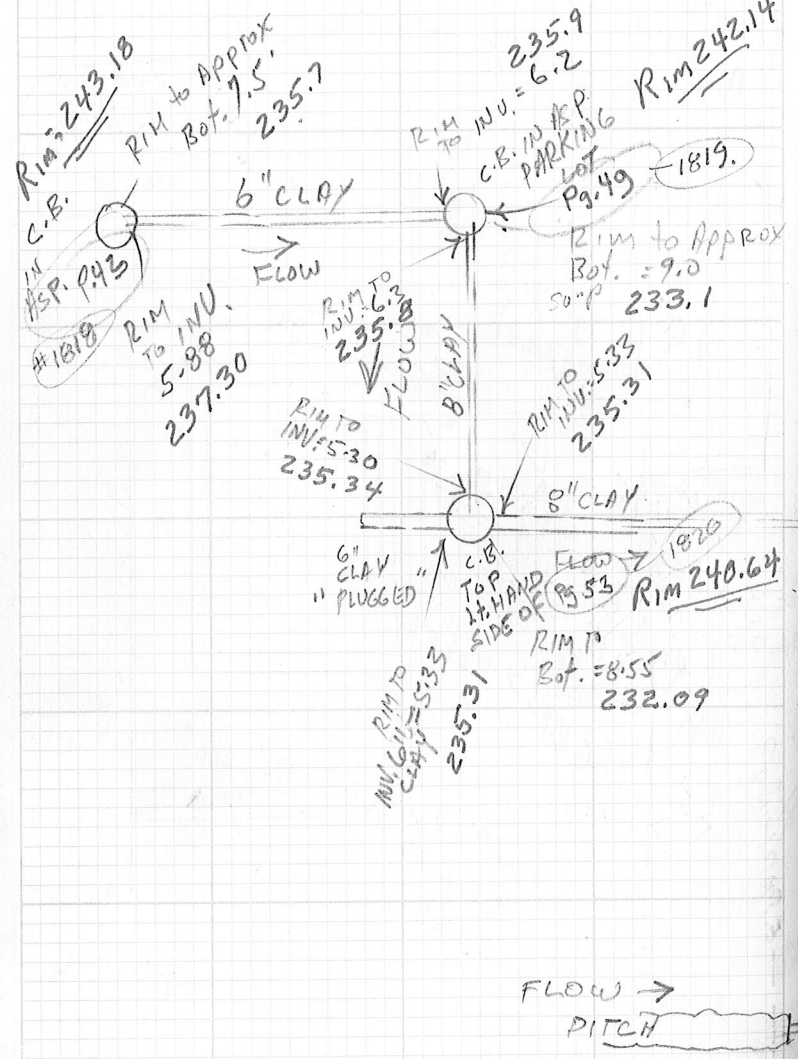 Rim= 243.18
C.B.
IN
ASP. P.43
#1818
RIM to Approx
Bot. 7.5'
235.7
RIM
TO INV.
5.88
237.30
6" CLAY
FLOW
235.9
RIM TO INV. = 6.2
C.B. IN ASP.
PARKING
LOT
Pg. 49
1819.
Rim 242.14
Rim to Approx
Bot. = 9.0
233.1
RIM TO
INV. = 6.3
235.8
FLOW
8" CLAY
RIM TO
INV. = 5.30
235.34
RIM TO
INV. = 5.33
235.31
8" CLAY
6"
CLAY
"PLUGGED"
C.B.
TOP
Lt. HAND
SIDE OF
FLOW
Pg 53
1820
Rim 240.64
RIM TO
Bot. = 8.55
232.09
RIM TO
INV. 6"
CLAY = 5.33
235.31
FLOW
PITCH